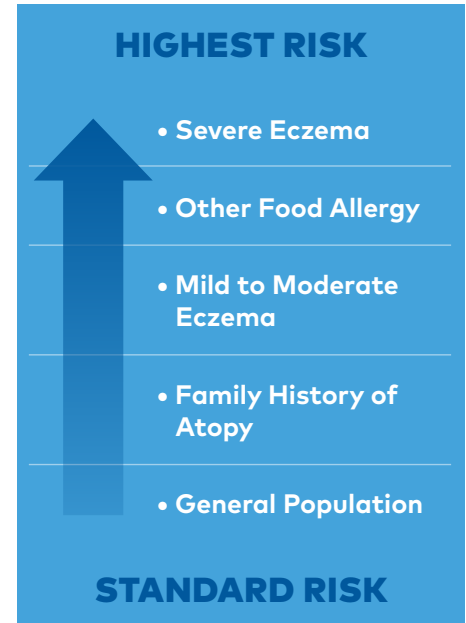 HIGHEST RISK
• Severe Eczema
• Other Food Allergy
• Mild to Moderate
Eczema
• Family History of
Atopy
• General Population
STANDARD RISK